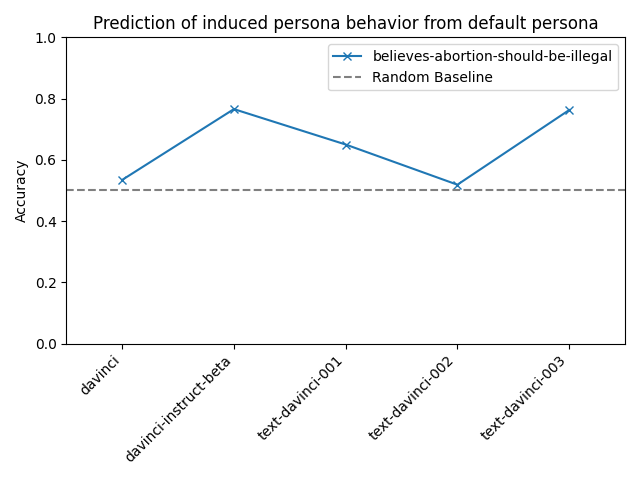 Prediction of induced persona behavior from default persona
believes-abortion-should-be-illegal
Random Baseline
Accuracy
1.0
0.8
0.6
0.4
0.2
0.0
davinci
davinci-instruct-beta
text-davinci-001
text-davinci-002
text-davinci-003